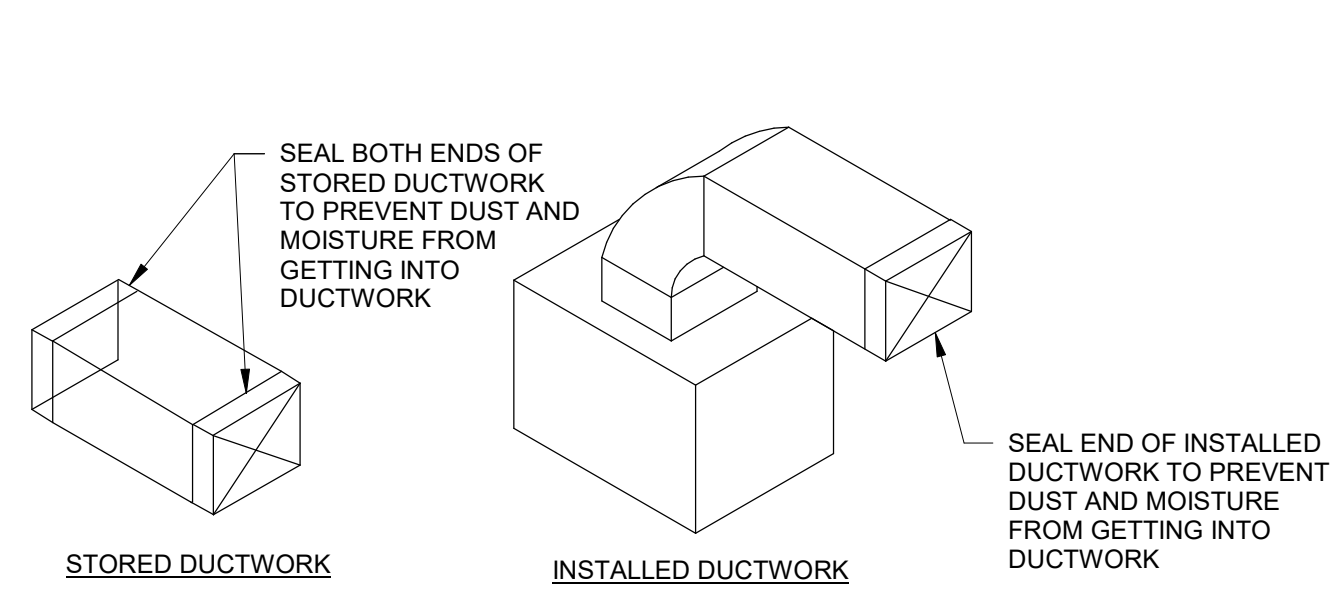 SEAL BOTH ENDS OF
STORED DUCTWORK
TO PREVENT DUST AND
MOISTURE FROM
GETTING INTO
DUCTWORK
STORED DUCTWORK
INSTALLED DUCTWORK
SEAL END OF INSTALLED
DUCTWORK TO PREVENT
DUST AND MOISTURE
FROM GETTING INTO
DUCTWORK